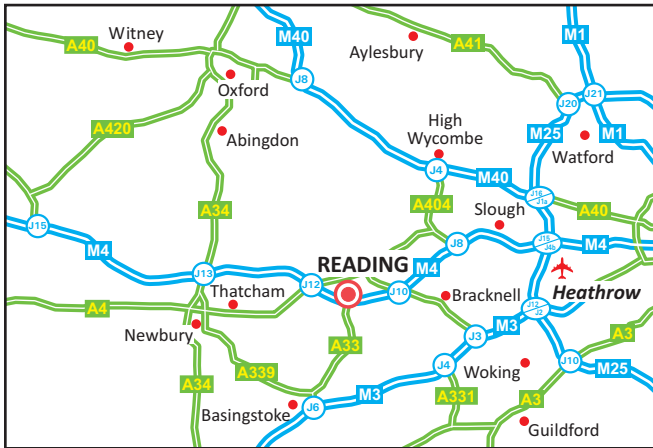 M40
M1
Witney
A40
Aylesbury
A41
J8
Oxford
J21
J20
A420
High
Wycombe
M25
M1
Abingdon
Watford
J4
M40
J16
J1a
A34
A404
A40
Slough
J15
M4
J8
J15
J4b
M4
READING
M4
J13
J12
J10
Thatcham
Bracknell
Heathrow
A4
J12
J2
M3
Newbury
A33
J3
A3
A339
J4
Woking
J10
M25
A34
M3
A331
A3
Basingstoke
J6
Guildford